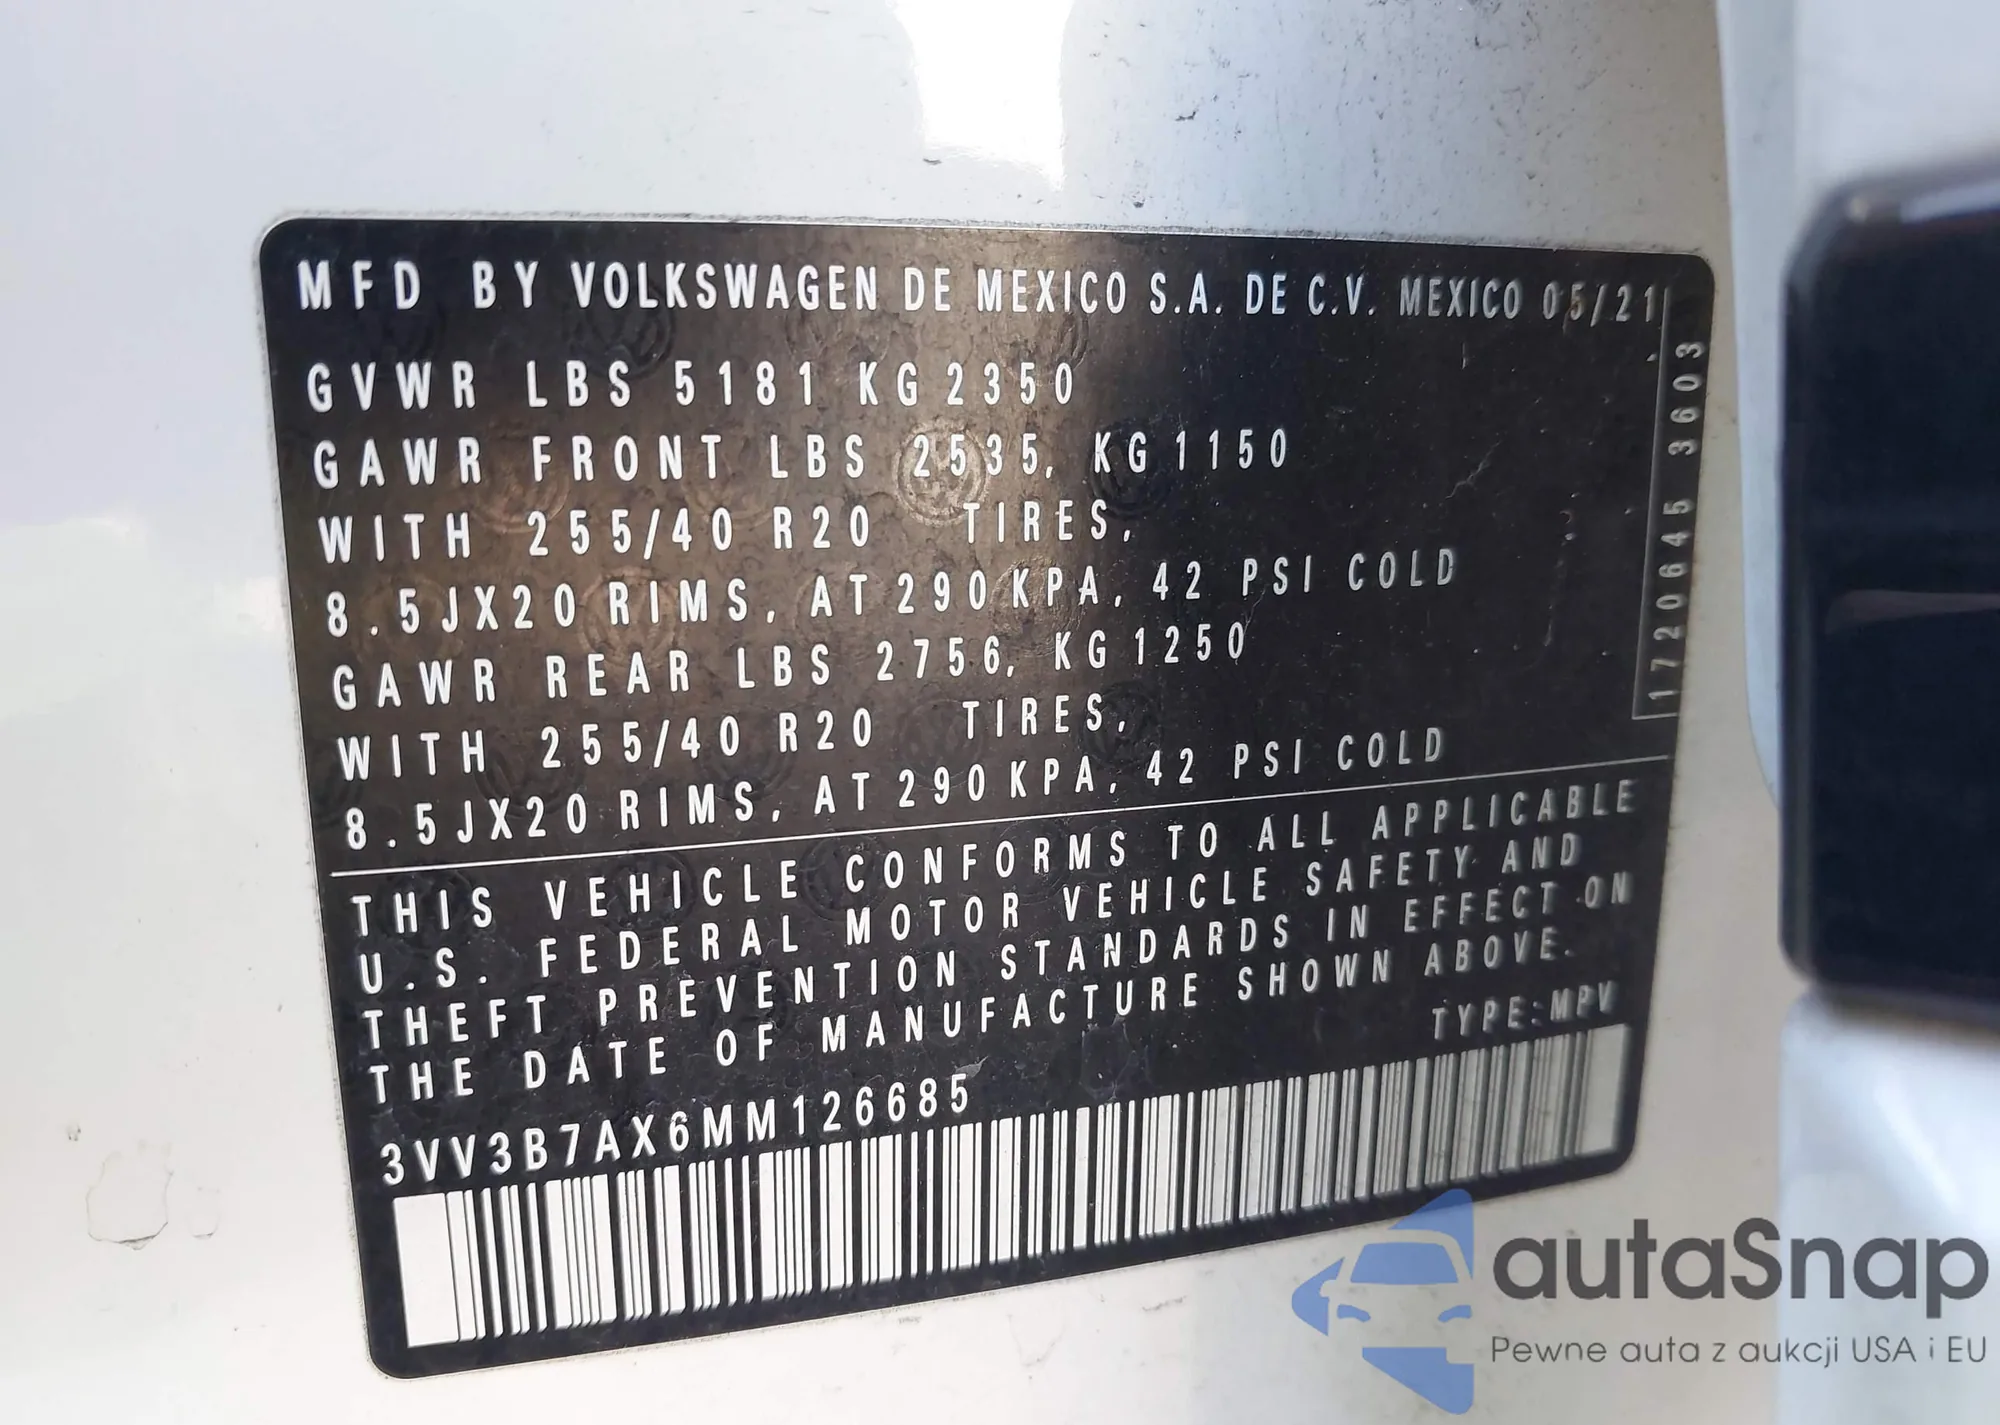 MFD BY VOLKSWAGEN DE MEXICO S.A. DE C.V. MEXICO 05/21
GVWR LBS 5181 KG 2350
GAWR FRONT LBS 2535, KG 1150
WITH 255/40 R20 TIRES,
8.5JX20 RIMS, AT 290 KPA, 42 PSI COLD
GAWR REAR LBS 2756, KG 1250
WITH 255/40 R20 TIRES,
8.5JX20 RIMS, AT 290 KPA, 42 PSI COLD
1720645 3603
THIS VEHICLE CONFORMS TO ALL APPLICABLE
U.S. FEDERAL MOTOR VEHICLE SAFETY AND
THEFT PREVENTION STANDARDS IN EFFECT ON
THE DATE OF MANUFACTURE SHOWN ABOVE.
TYPE:MPV
3VV3B7AX6MM126685
autaSnap
Pewne auta z aukcji USA i EU